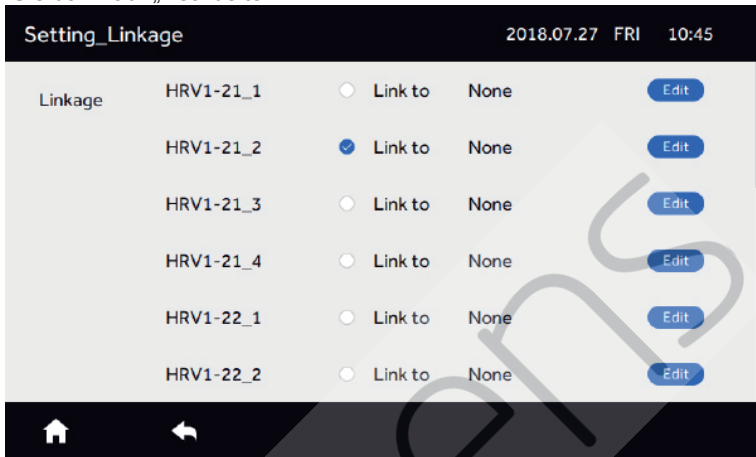 Setting_Linkage 2018.07.27 FRI 10:45
Linkage HRV1-21_1 Link to None Edit
HRV1-21_2 Link to None Edit
HRV1-21_3 Link to None Edit
HRV1-21_4 Link to None Edit
HRV1-22_1 Link to None Edit
HRV1-22_2 Link to None Edit